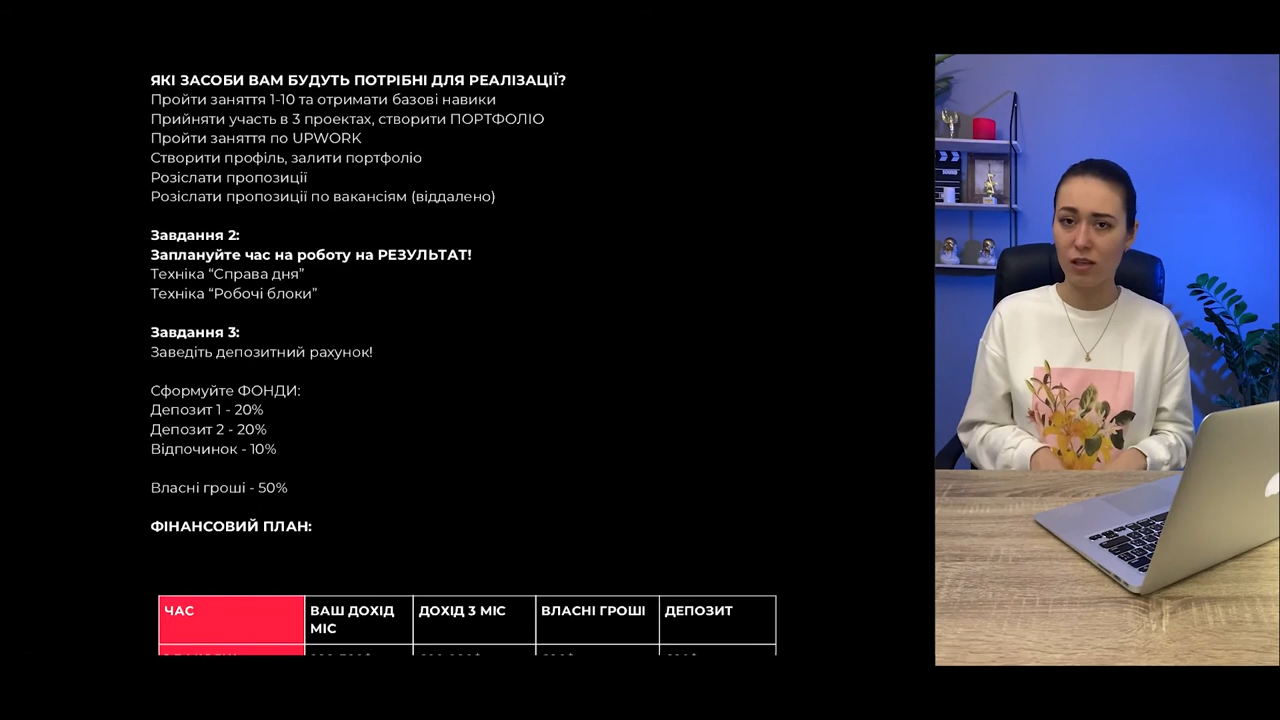 ЯКІ ЗАСОБИ ВАМ БУДУТЬ ПОТРІБНІ ДЛЯ РЕАЛІЗАЦІЇ?
Пройти заняття 1-10 та отримати базові навики
Прийняти участь в 3 проектах, створити ПОРТФОЛІО
Пройти заняття по UPWORK
Створити профіль, залити портфоліо
Розіслати пропозиції
Розіслати пропозиції по вакансіям (віддалено)
Завдання 2:
Заплануйте час на роботу на РЕЗУЛЬТАТ!
Техніка “Справа дня”
Техніка “Робочі блоки”
Завдання 3:
Заведіть депозитний рахунок!
Сформуйте ФОНДИ:
Депозит 1 - 20%
Депозит 2 - 20%
Відпочинок - 10%
Власні гроші - 50%
ФІНАНСОВИЙ ПЛАН:
ЧАС
ВАШ ДОХІД
МІС
ДОХІД 3 МІС
ВЛАСНІ ГРОШІ
ДЕПОЗИТ